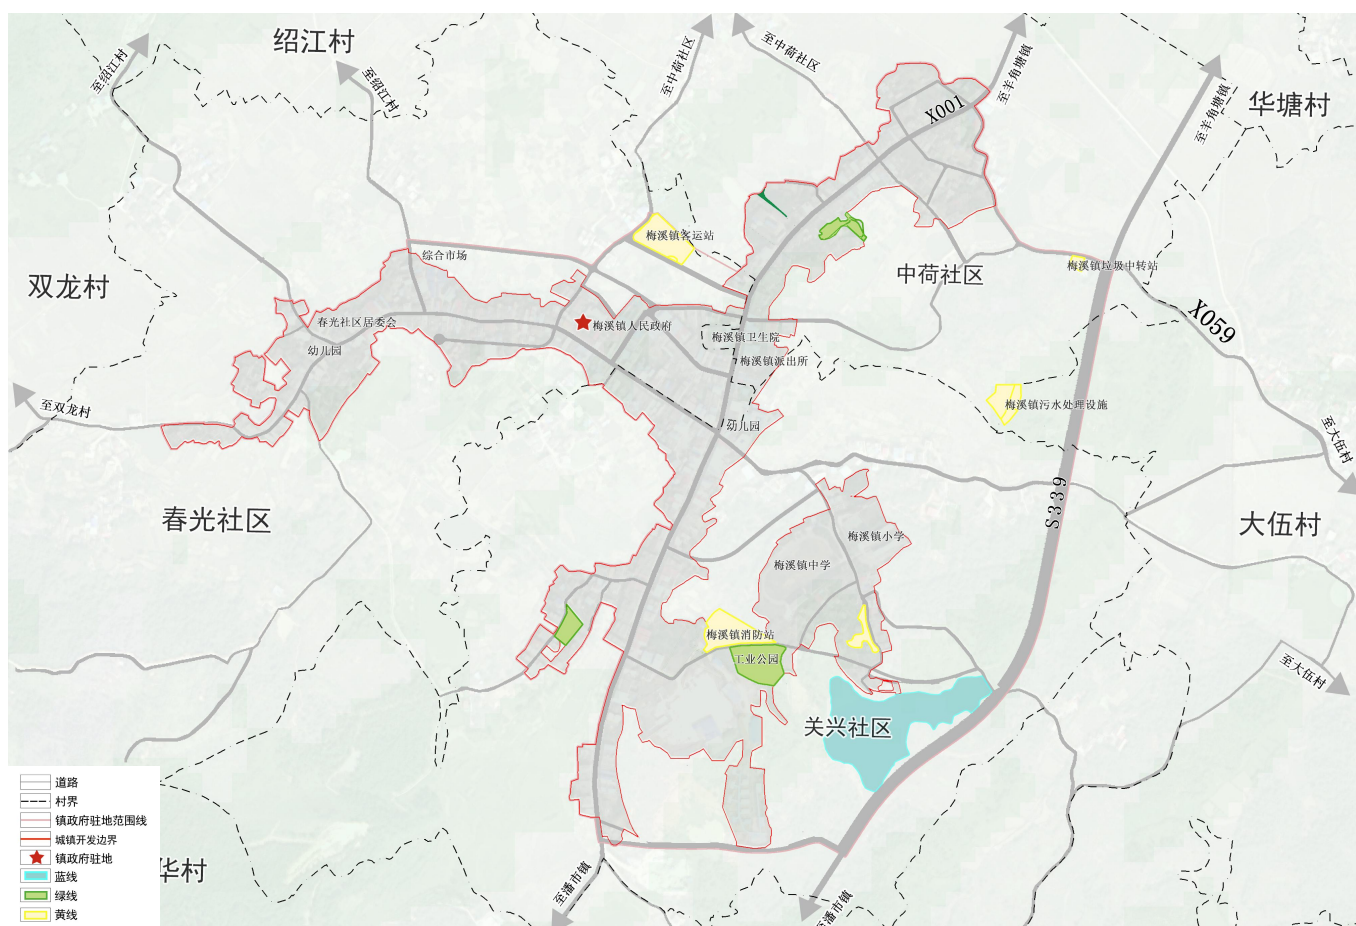 绍江村
至绍江村
至绍江村
至中荷社区
至中荷社区
至羊角塘镇
X001
至羊角塘镇
华塘村
梅溪镇客运站
综合市场
中荷社区
梅溪镇垃圾中转站
双龙村
X059
春光社区居委会
梅溪镇人民政府
梅溪镇卫生院
幼儿园
梅溪镇派出所
至双龙村
梅溪镇污水处理设施
幼儿园
至大伍村
春光社区
S339
大伍村
梅溪镇小学
梅溪镇中学
梅溪镇消防站
工业公园
至大伍村
关兴社区
道路
村界
镇政府驻地范围线
城镇开发边界
镇政府驻地
蓝线
绿线
黄线
华村
至潘市镇
至潘市镇